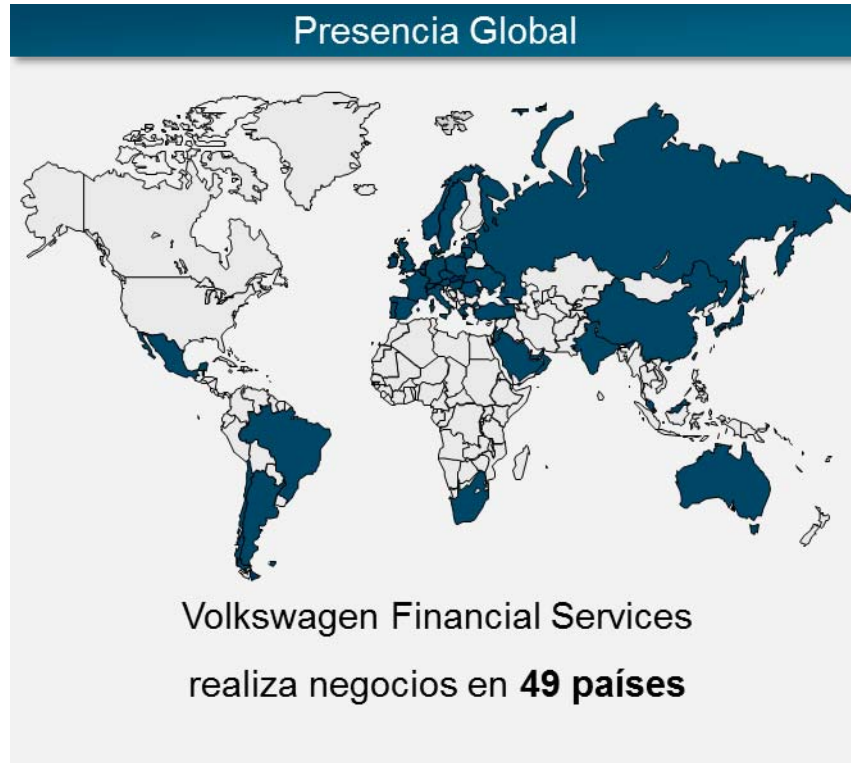 Presencia Global
Volkswagen Financial Services
realiza negocios en 49 países